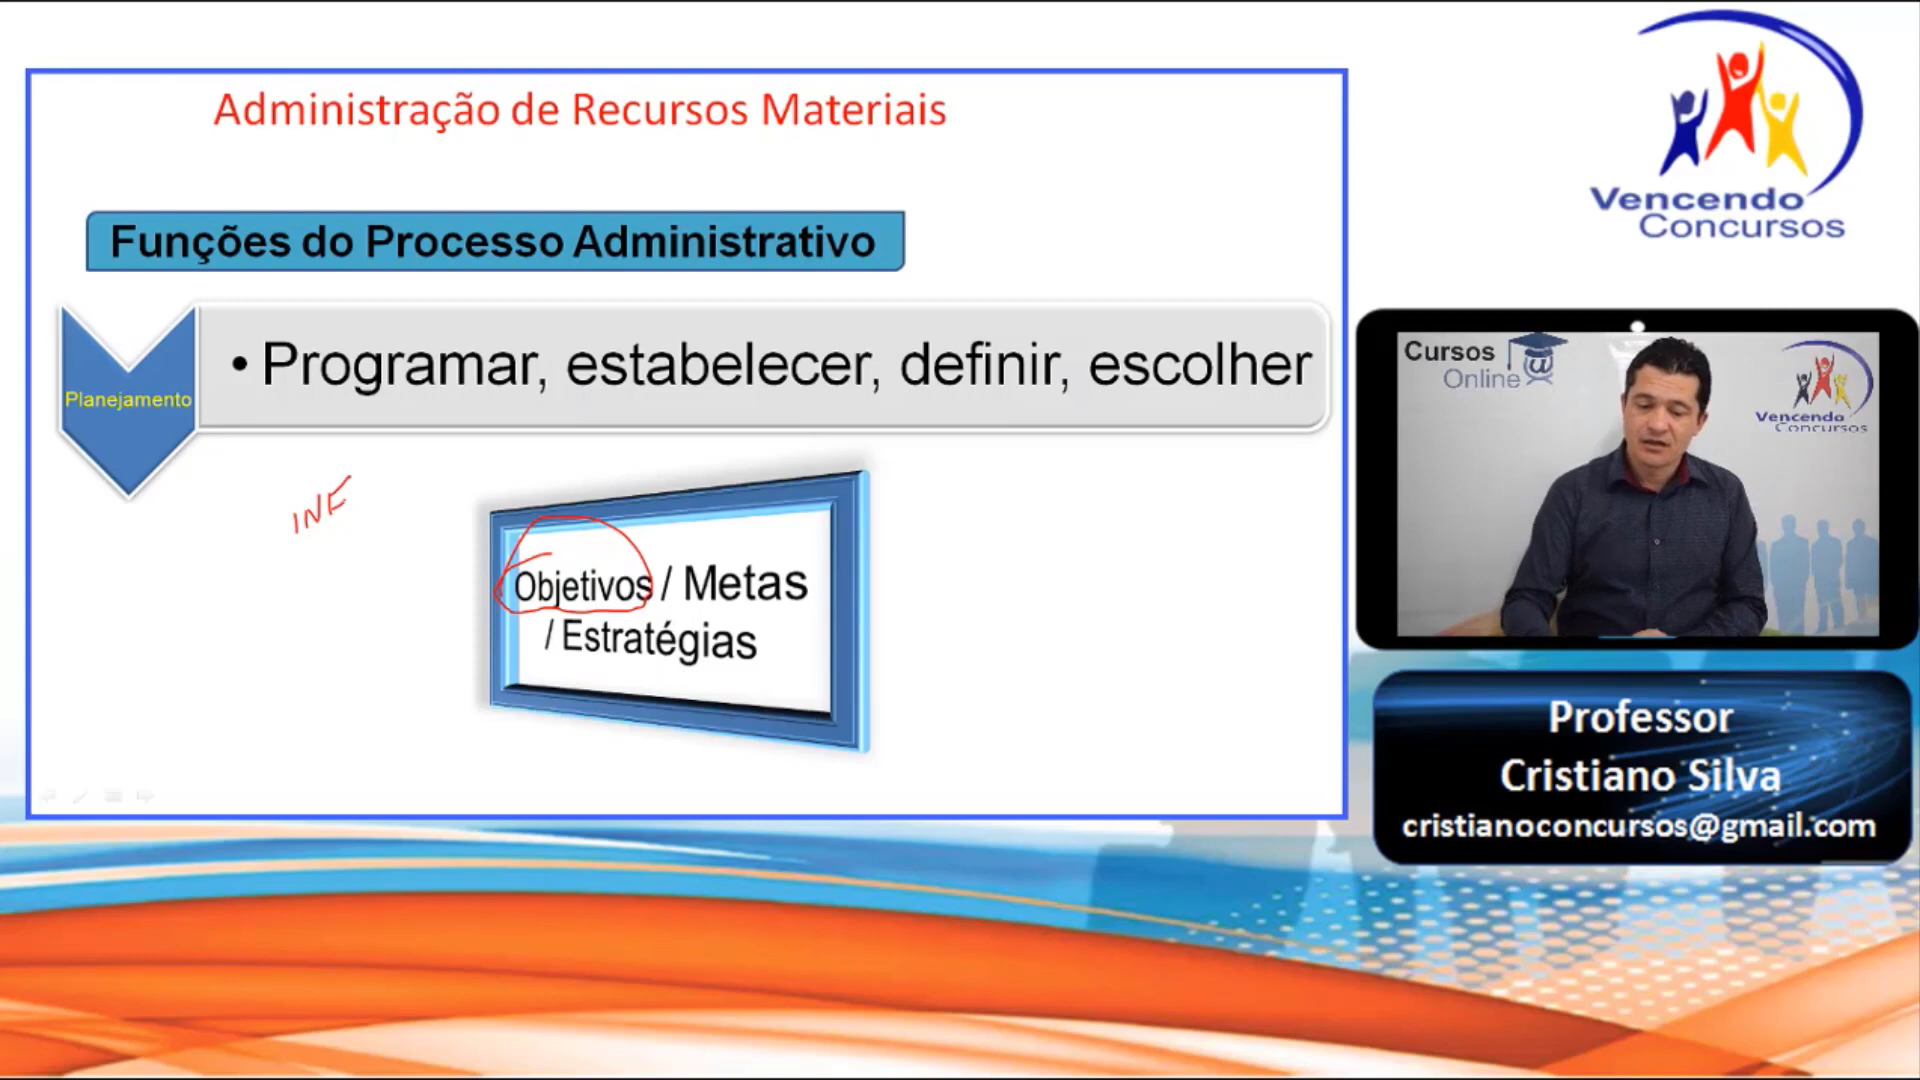 Administração de Recursos Materiais
Funções do Processo Administrativo
Planejamento
• Programar, estabelecer, definir, escolher
INF
Objetivos / Metas
/ Estratégias
Vencendo
Concursos
Cursos
Online
Vencendo
Concursos
Professor
Cristiano Silva
cristianoconcursos@gmail.com